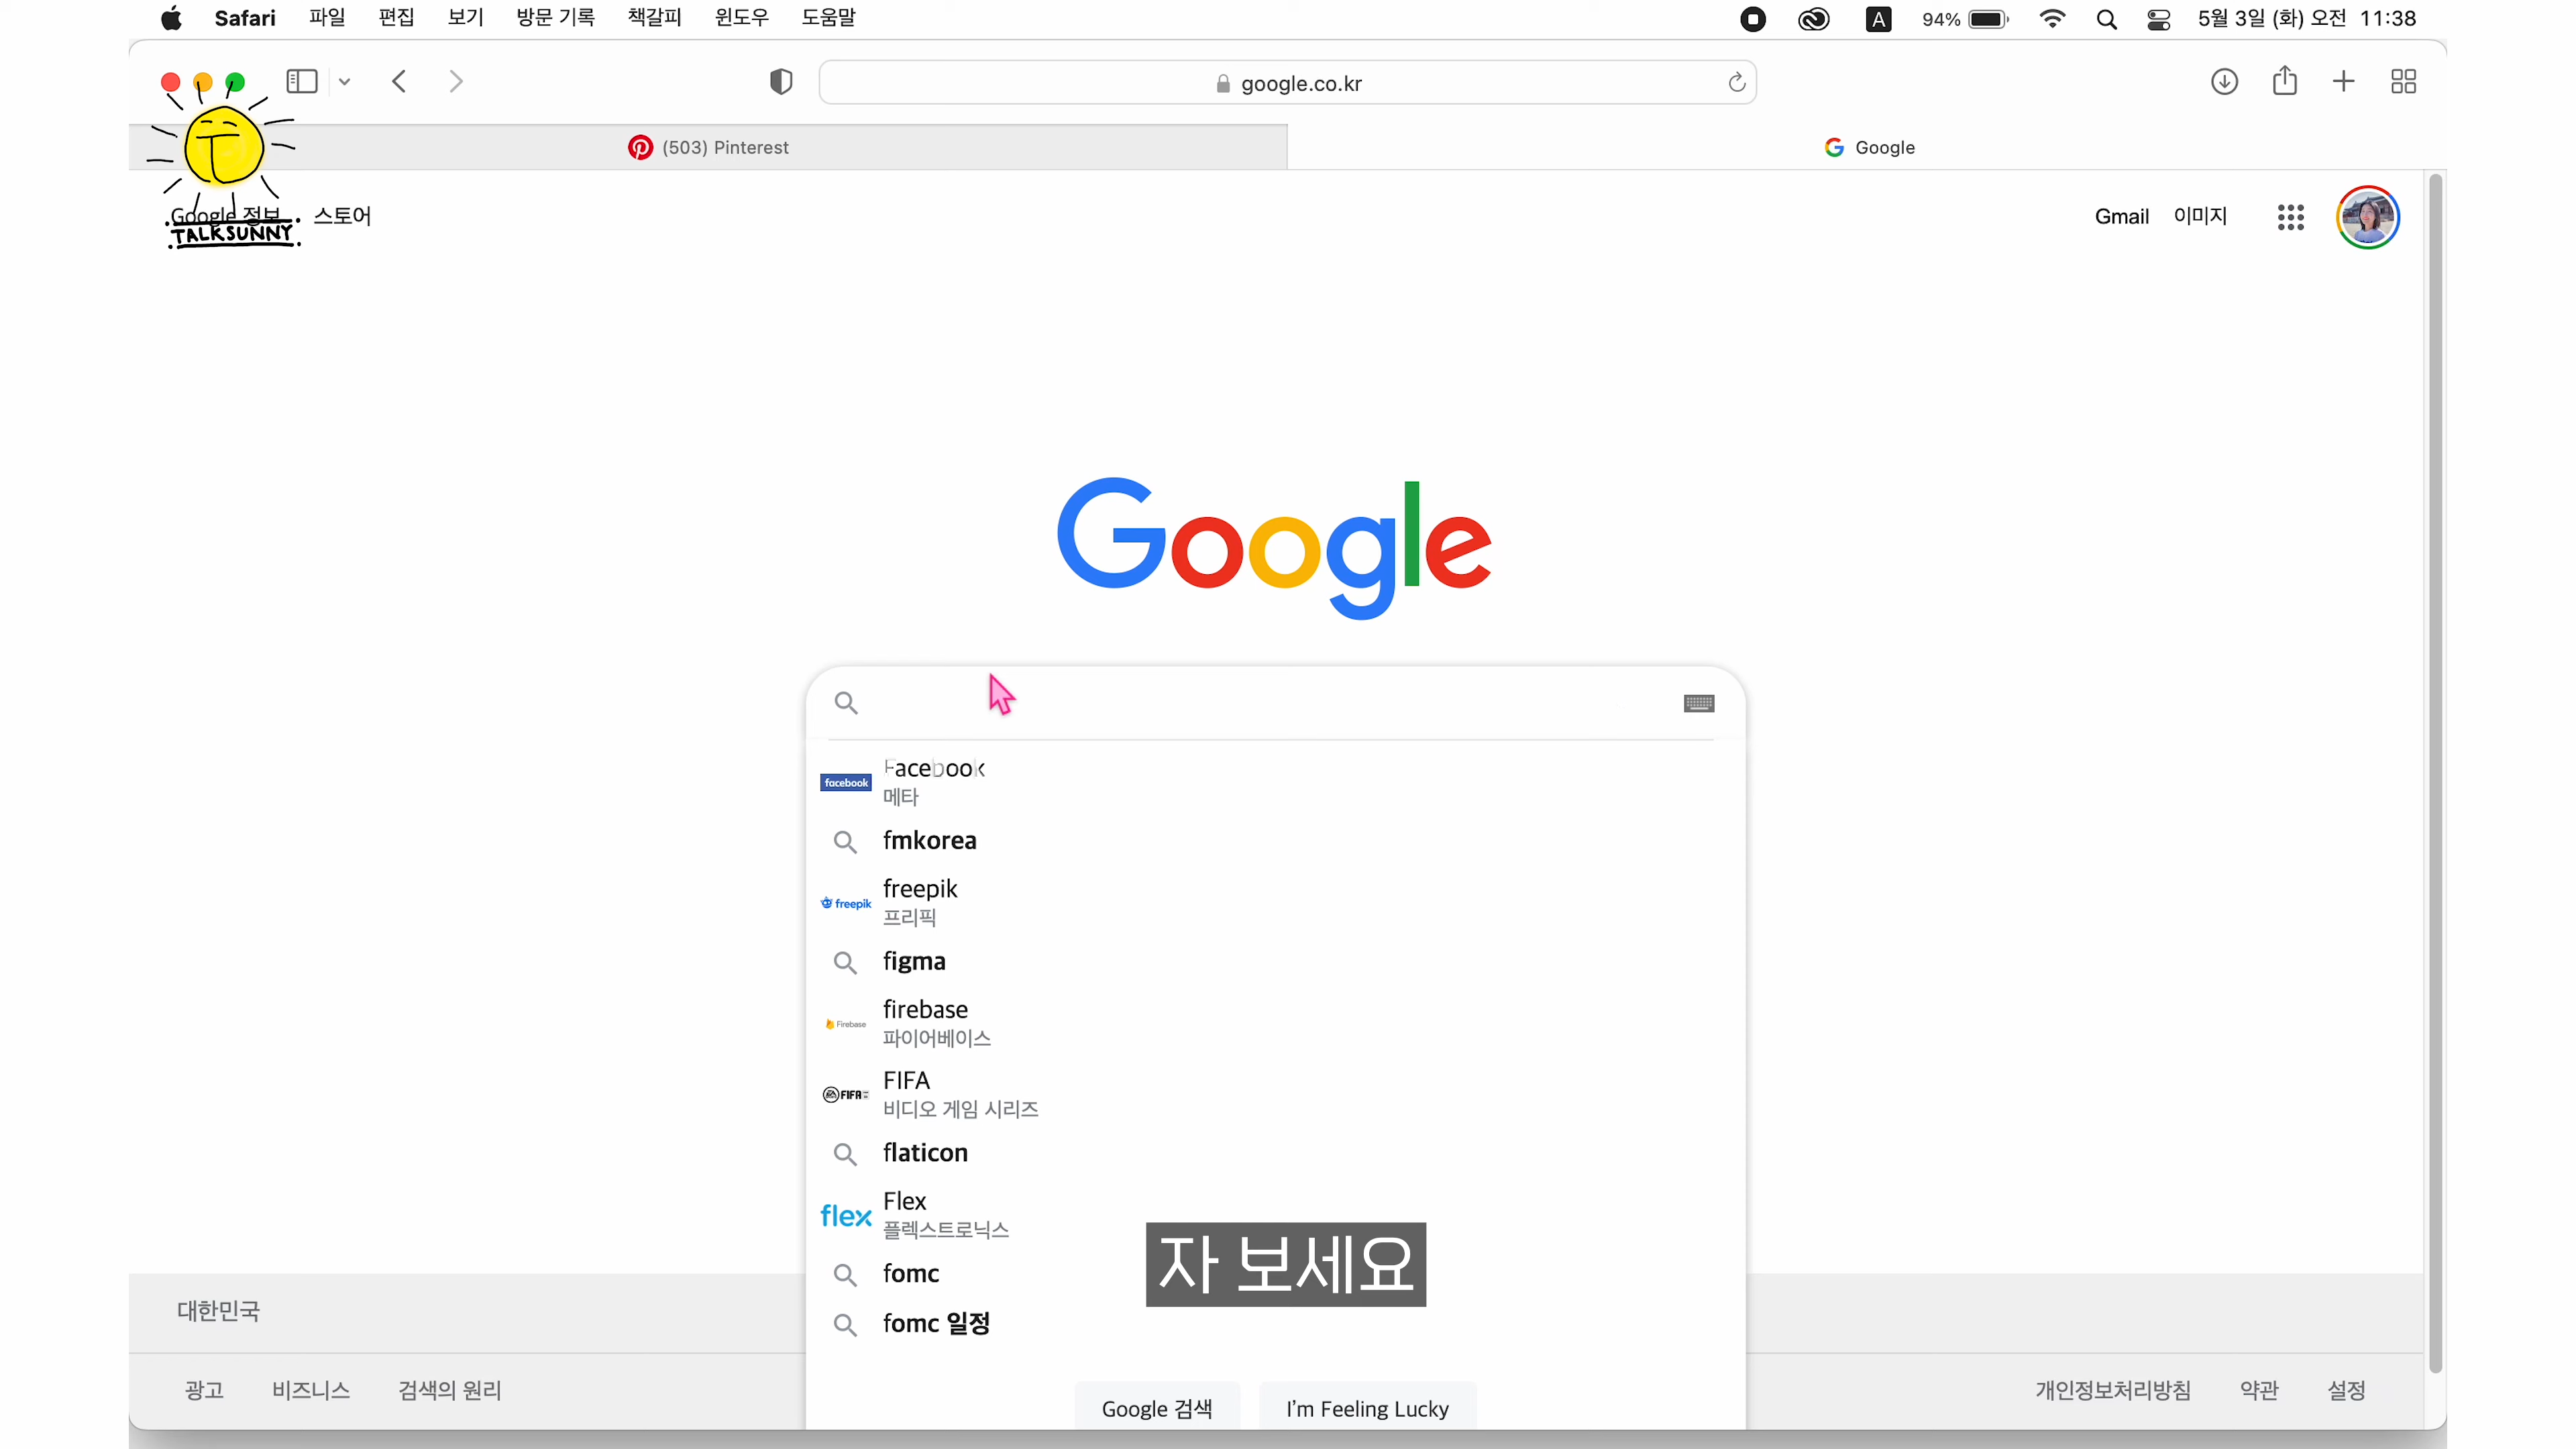 Safari 파일 편집 보기 방문 기록 책갈피 윈도우 도움말 A 94% 5월 3일 (화) 오전 11:38
google.co.kr
(503) Pinterest
Google
T
Google 정보 스토어 Gmail 이미지
TALKSUNNY
Google
Facebook
facebook
메타
fmkorea
freepik
freepik
프리픽
figma
firebase
Firebase
파이어베이스
FIFA
EA FIFA
비디오 게임 시리즈
flaticon
Flex
flex
플렉스트로닉스
자 보세요
fomc
fomc 일정
대한민국
광고 비즈니스 검색의 원리
Google 검색 I'm Feeling Lucky
개인정보처리방침 약관 설정